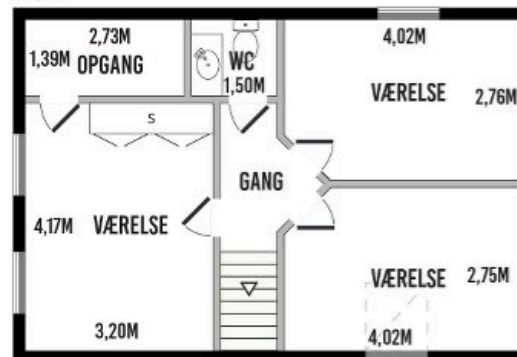 2,73M
4,02M
1,39M
OPGANG
WC
1,50M
VÆRELSE
2,76M
S
GANG
4,17M
VÆRELSE
VÆRELSE
2,75M
3,20M
4,02M